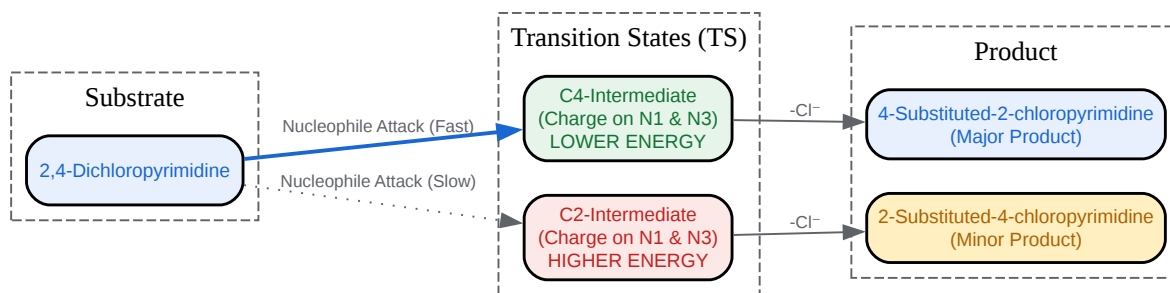 Substrate
2,4-Dichloropyrimidine
Nucleophile Attack (Fast)
Nucleophile Attack (Slow)
Transition States (TS)
C4-Intermediate
(Charge on N1 & N3)
LOWER ENERGY
C2-Intermediate
(Charge on N1 & N3)
HIGHER ENERGY
-Cl⁻
-Cl⁻
Product
4-Substituted-2-chloropyrimidine
(Major Product)
2-Substituted-4-chloropyrimidine
(Minor Product)